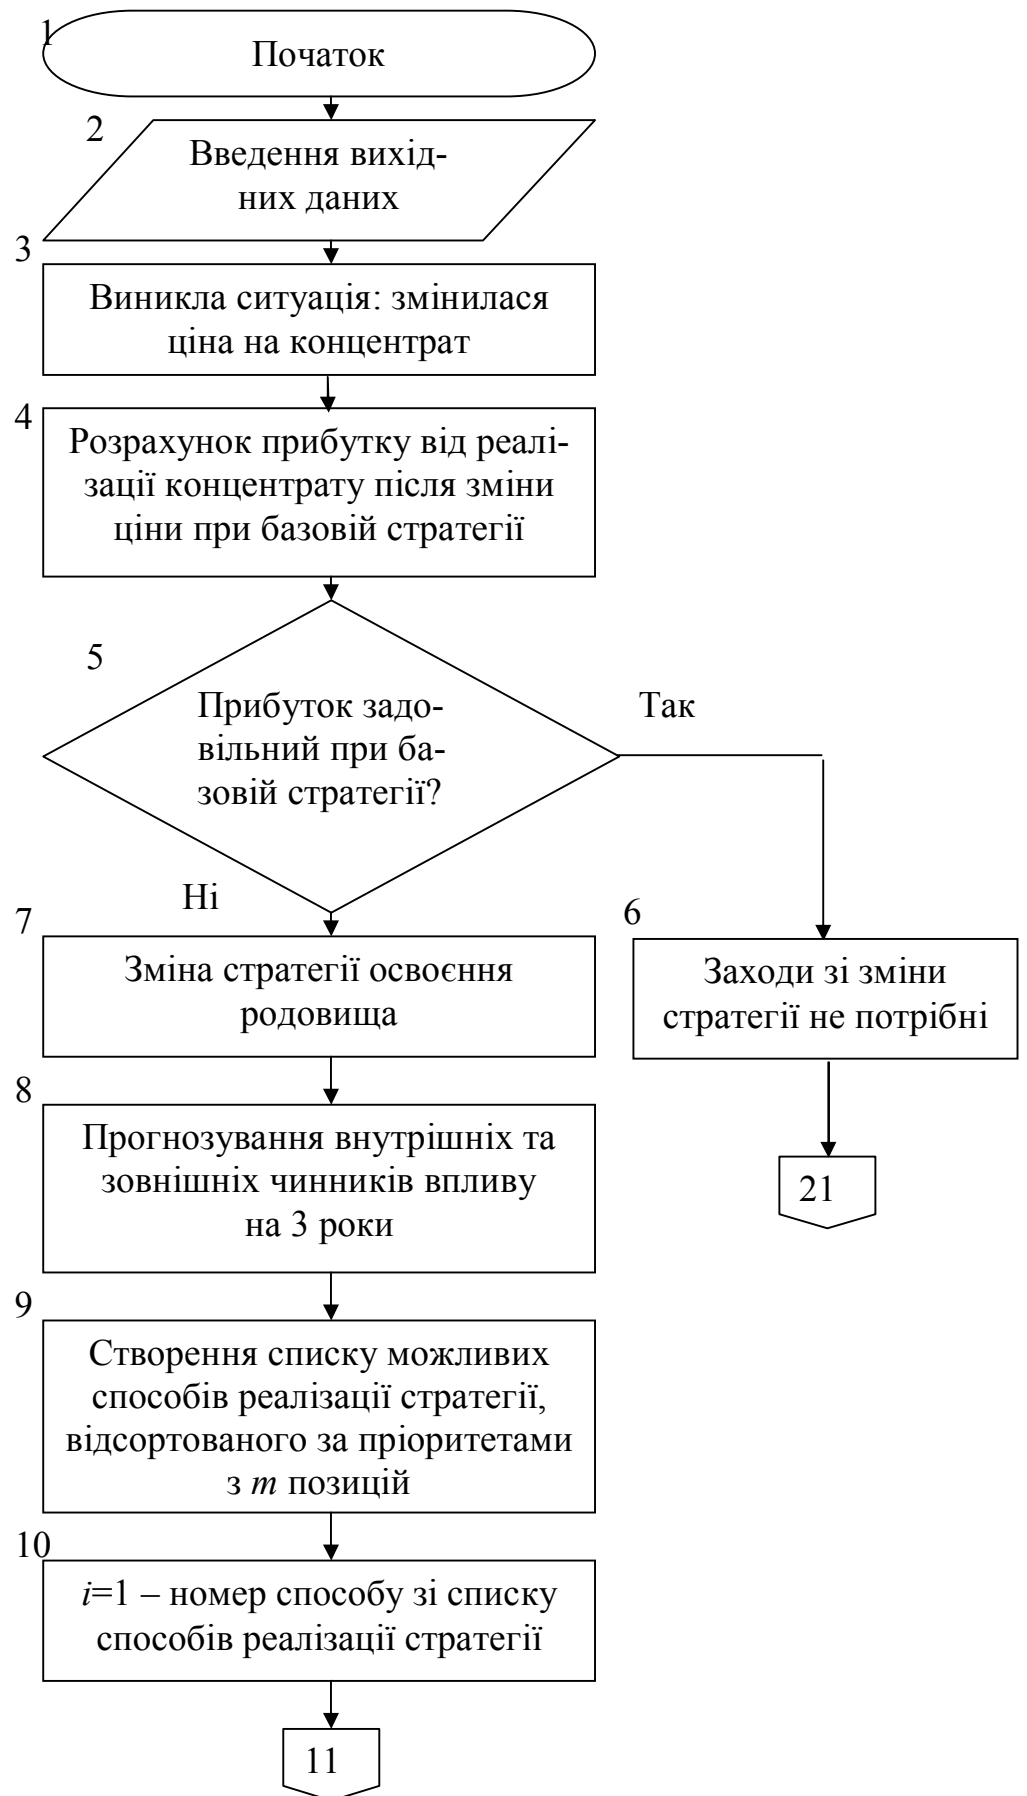 1
Початок
2
Введення вихід-
них даних
3
Виникла ситуація: змінилася
ціна на концентрат
4
Розрахунок прибутку від реалі-
зації концентрату після зміни
ціни при базовій стратегії
5
Прибуток задо-
вільний при ба-
зовій стратегії?
Так
Ні
6
Заходи зі зміни
стратегії не потрібні
21
7
Зміна стратегії освоєння
родовища
8
Прогнозування внутрішніх та
зовнішніх чинників впливу
на 3 роки
9
Створення списку можливих
способів реалізації стратегії,
відсортованого за пріоритетами
з m позицій
10
i=1 – номер способу зі списку
способів реалізації стратегії
11